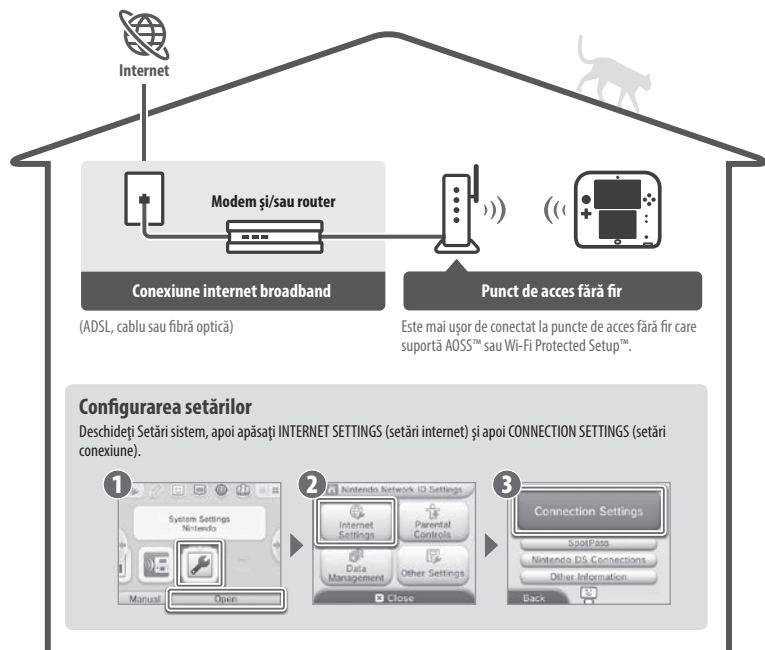 Internet
Modem şi/sau router
Conexiune internet broadband
Punct de acces fără fir
(ADSL, cablu sau fibră optică)
Este mai uşor de conectat la puncte de acces fără fir care
suportă AOSS™ sau Wi-Fi Protected Setup™.
Configurarea setărilor
Deschideţi Setări sistem, apoi apăsaţi INTERNET SETTINGS (setări internet) şi apoi CONNECTION SETTINGS (setări
conexiune).
1
System Settings
Nintendo
Manual
Open
2
Nintendo Network ID Settings
Internet
Settings
Parental
Controls
Data
Management
Other Settings
Close
3
Connection Settings
SpotPass
Nintendo DS Connections
Other Information
Back